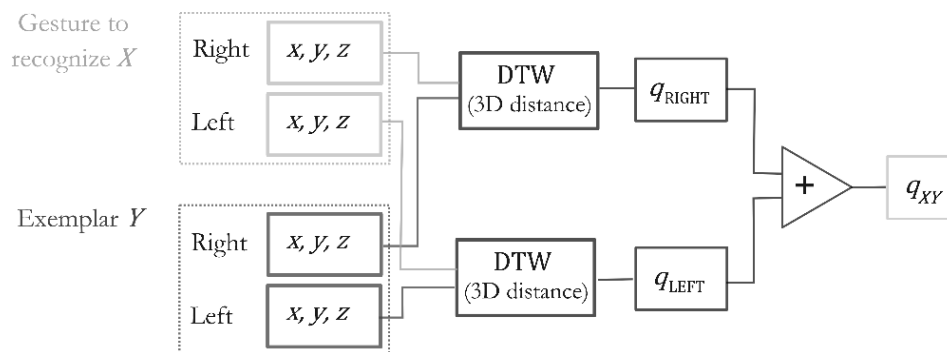 Gesture to
recognize X
Right x, y, z
Left x, y, z
DTW
(3D distance)
qRIGHT
+
qXY
Exemplar Y
Right x, y, z
Left x, y, z
DTW
(3D distance)
qLEFT